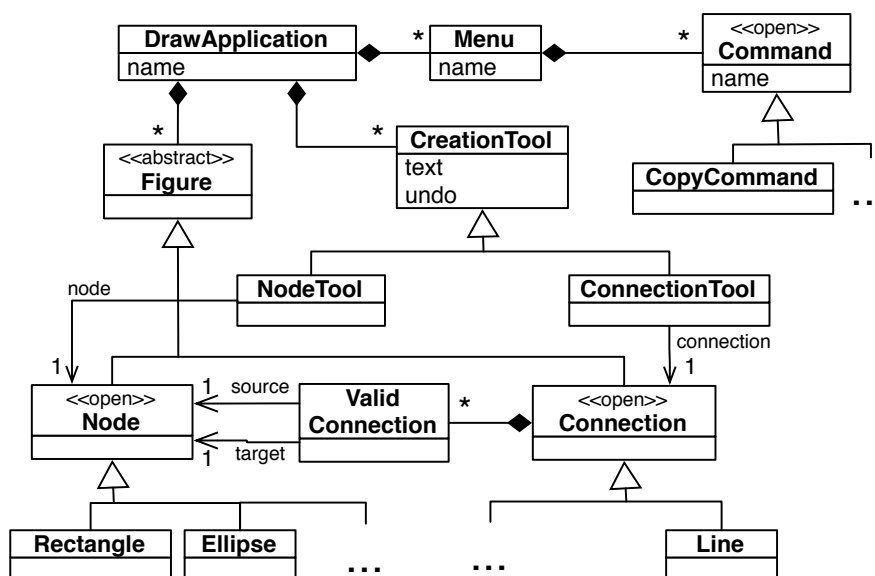 DrawApplication
name
*
Menu
name
*
<<open>>
Command
name
*
<<abstract>>
Figure
*
CreationTool
text
undo
CopyCommand
...
node
NodeTool
ConnectionTool
connection
1
1
<<open>>
Node
1
source
1
target
Valid
Connection
*
<<open>>
Connection
Rectangle
Ellipse
...
...
Line